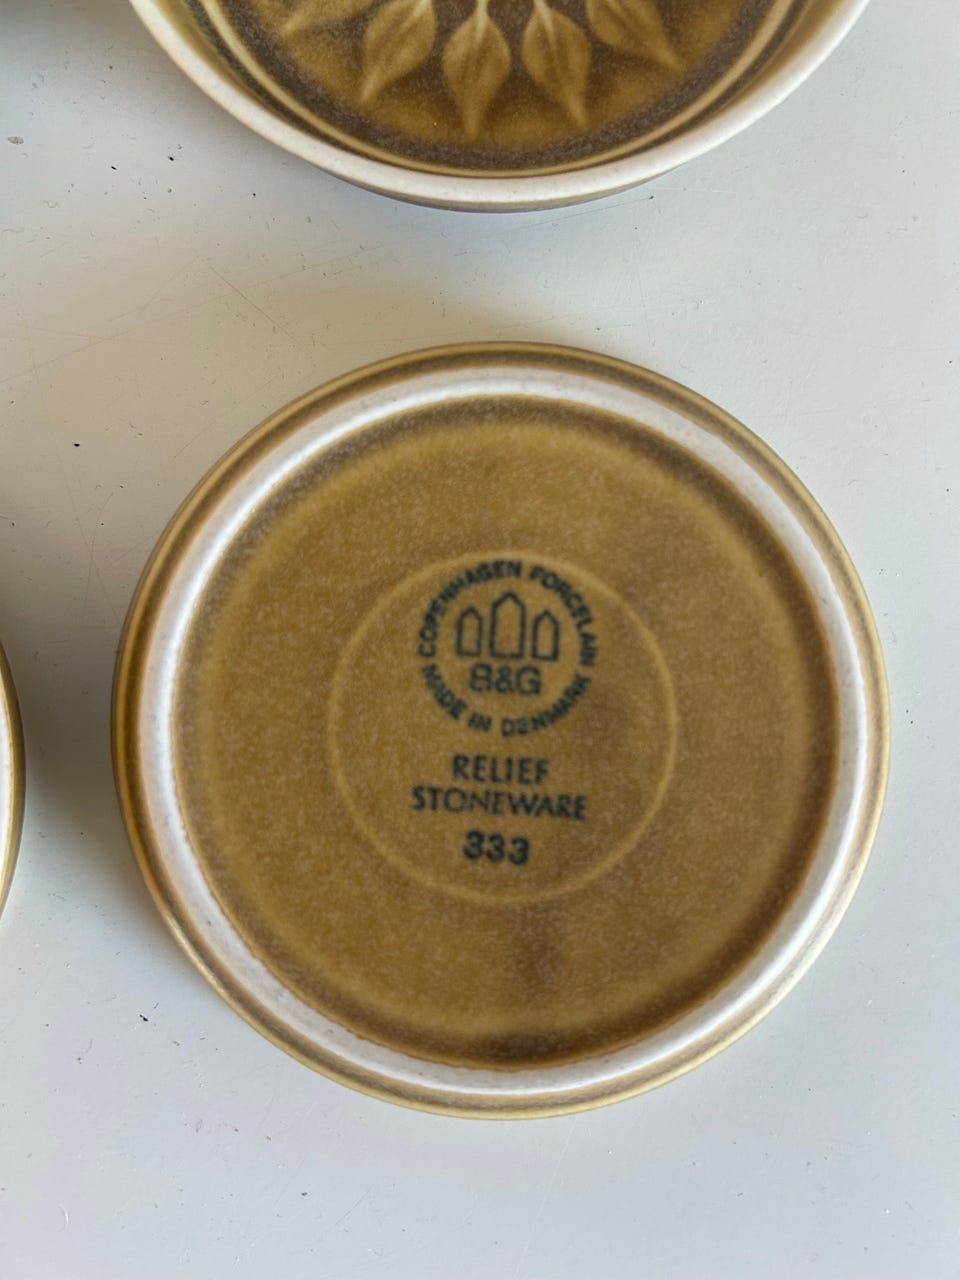 COPENHAGEN PORCELAIN
B&G
MADE IN DENMARK
RELIEF
STONEWARE
333